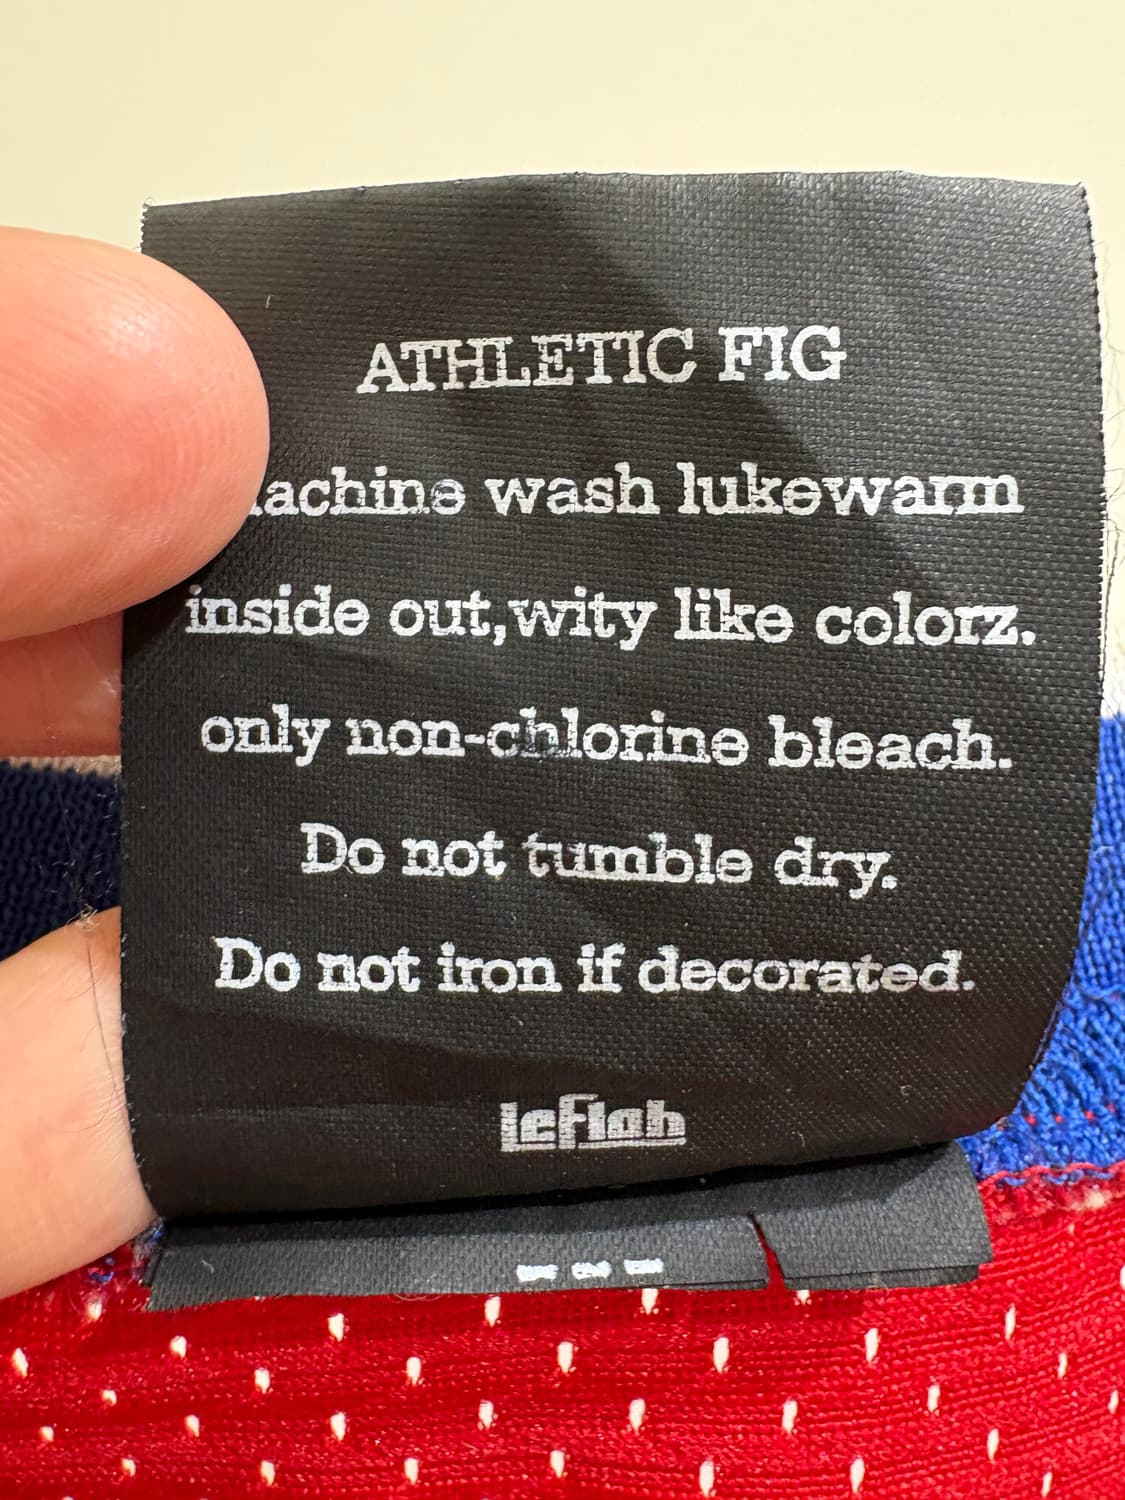 ATHLETIC FIG
machine wash lukewarm
inside out,wity like colorz.
only non-chlorine bleach.
Do not tumble dry.
Do not iron if decorated.
LeFlah